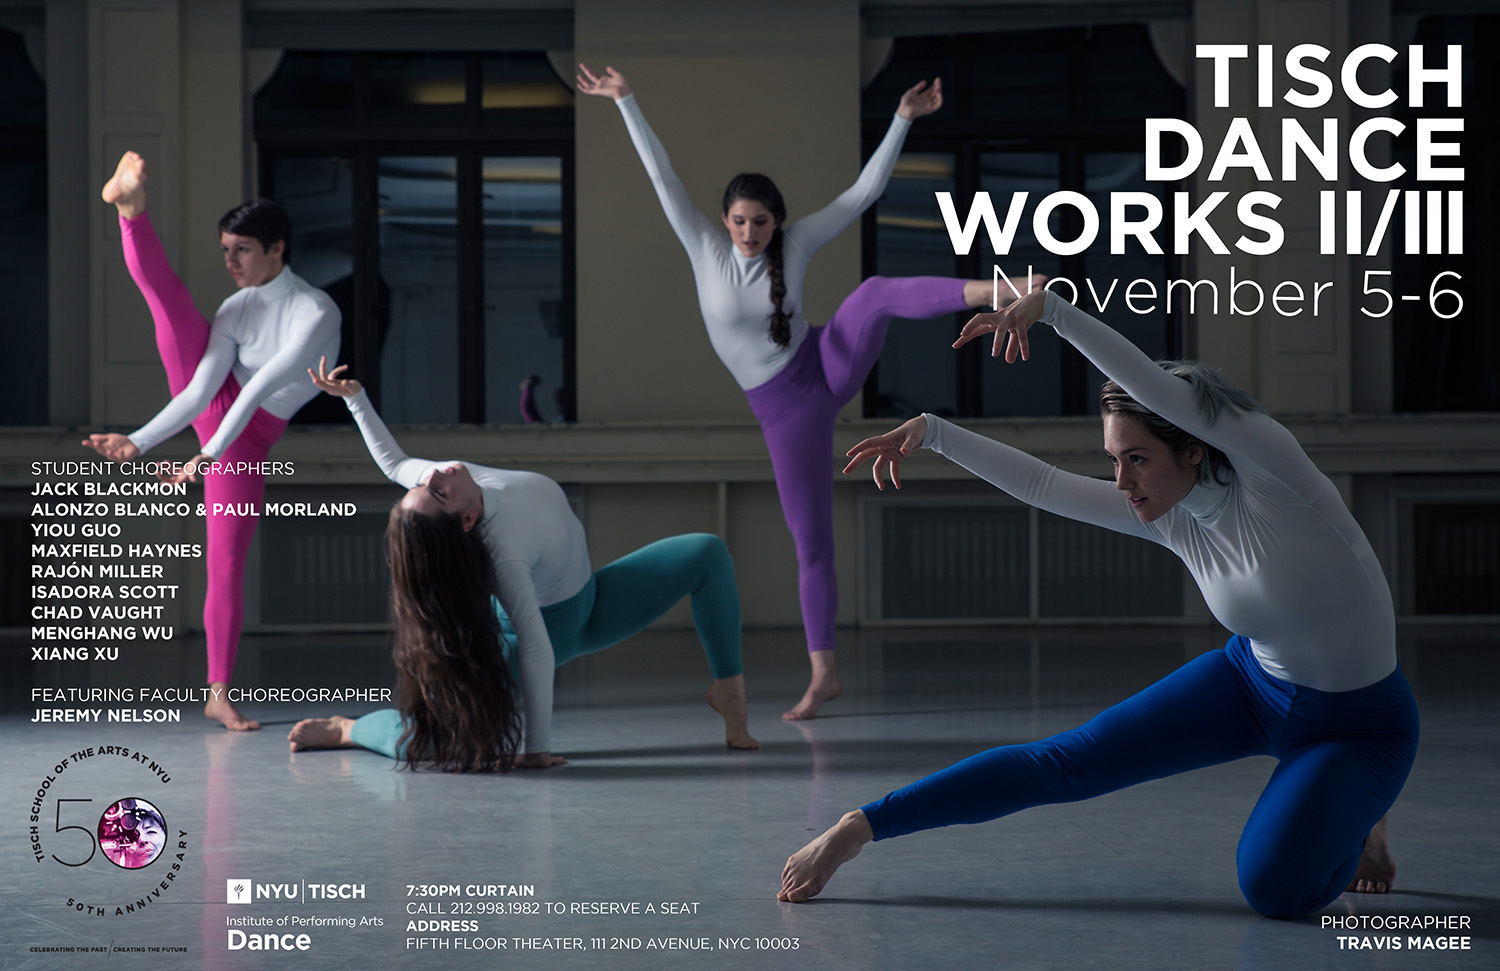 TISCH
DANCE
WORKS II/III
November 5-6
STUDENT CHOREOGRAPHERS
JACK BLACKMON
ALONZO BLANCO & PAUL MORLAND
YIOU GUO
MAXFIELD HAYNES
RAJÓN MILLER
ISADORA SCOTT
CHAD VAUGHT
MENGHANG WU
XIANG XU
FEATURING FACULTY CHOREOGRAPHER
JEREMY NELSON
TISCH SCHOOL OF THE ARTS AT NYU
50
50TH ANNIVERSARY
CELEBRATING THE PAST / CREATING THE FUTURE
NYU | TISCH
Institute of Performing Arts
Dance
7:30PM CURTAIN
CALL 212.998.1982 TO RESERVE A SEAT
ADDRESS
FIFTH FLOOR THEATER, 111 2ND AVENUE, NYC 10003
PHOTOGRAPHER
TRAVIS MAGEE